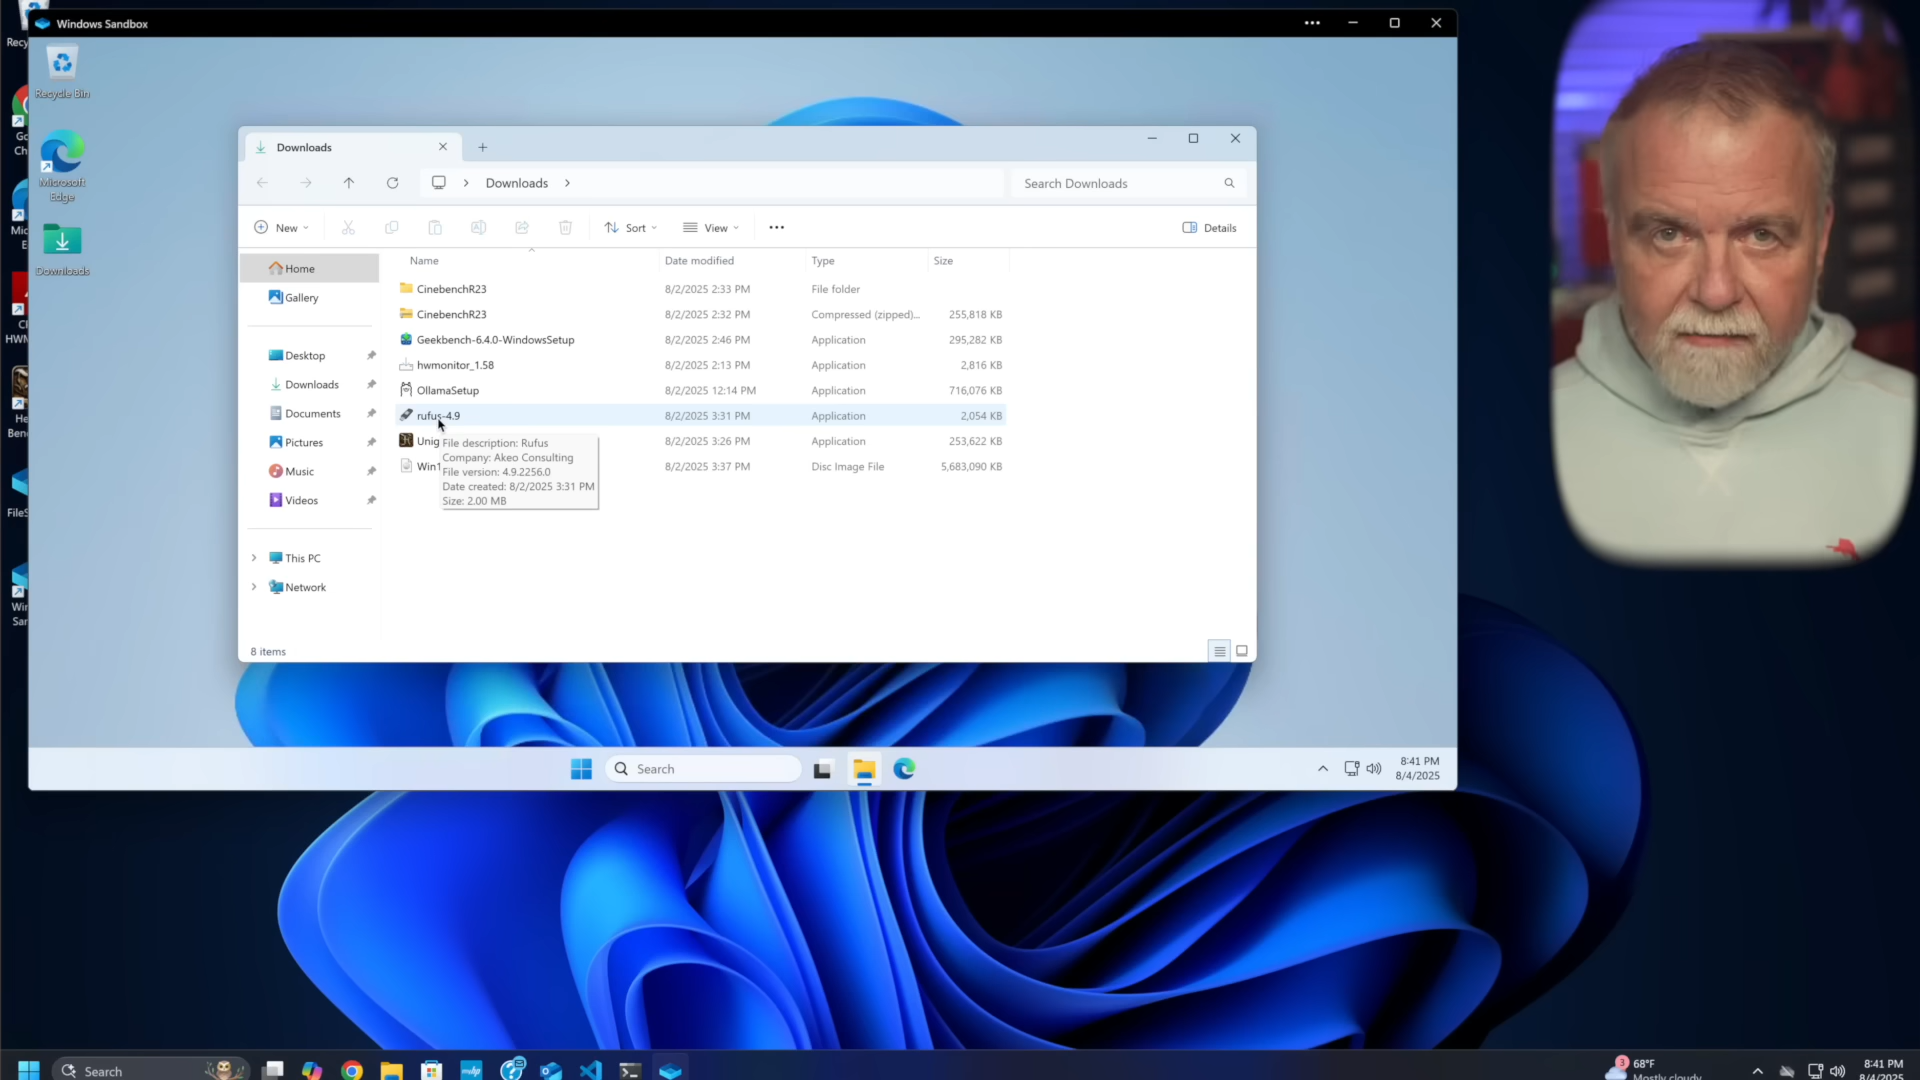 Windows Sandbox
Recycle Bin
Microsoft
Edge
Downloads
Downloads
Downloads
Search Downloads
New
Sort
View
Details
Name
Date modified
Type
Size
Home
Gallery
Desktop
Downloads
Documents
Pictures
Music
Videos
This PC
Network
CinebenchR23 8/2/2025 2:33 PM File folder
CinebenchR23 8/2/2025 2:32 PM Compressed (zipped)... 255,818 KB
Geekbench-6.4.0-WindowsSetup 8/2/2025 2:46 PM Application 295,282 KB
hwmonitor_1.58 8/2/2025 2:13 PM Application 2,816 KB
OllamaSetup 8/2/2025 12:14 PM Application 716,076 KB
rufus-4.9 8/2/2025 3:31 PM Application 2,054 KB
Unig 8/2/2025 3:26 PM Application 253,622 KB
Win1 8/2/2025 3:37 PM Disc Image File 5,683,090 KB
File description: Rufus
Company: Akeo Consulting
File version: 4.9.2256.0
Date created: 8/2/2025 3:31 PM
Size: 2.00 MB
8 items
Search
8:41 PM
8/4/2025
Search
myHP
3
68°F
Mostly cloudy
8:41 PM
8/4/2025